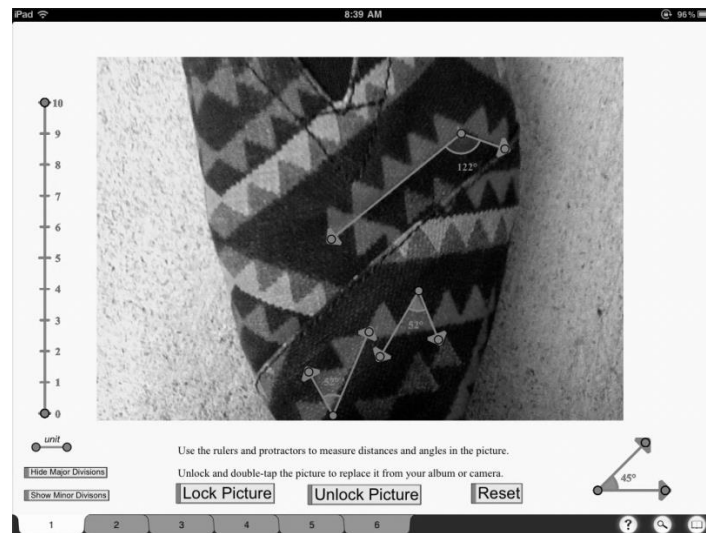 iPad 8:39 AM 96%
10
9
8
7
6
5
4
3
2
1
0
122°
52°
52°
unit
Hide Major Divisions
Show Minor Divisons
Use the rulers and protractors to measure distances and angles in the picture.
Unlock and double-tap the picture to replace it from your album or camera.
Lock Picture Unlock Picture Reset
45°
1 2 3 4 5 6 ?